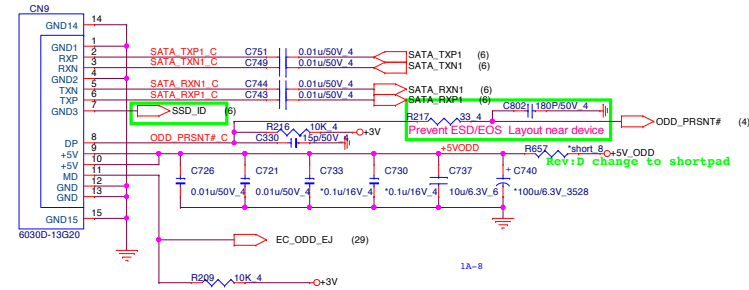 CN9
14
GND14
1
GND1
2
RXP SATA_TXP1_C C751 0.01u/50V_4 SATA_TXP1 (6)
3
RXN SATA_TXN1_C C749 0.01u/50V_4 SATA_TXN1 (6)
4
GND2
5
TXN SATA_RXN1_C C744 0.01u/50V_4 SATA_RXN1 (6)
6
TXP SATA_RXP1_C C743 0.01u/50V_4 SATA_RXP1 (6)
7
GND3 SSD_ID (6)
C802 180P/50V_4
R217 33_4 ODD_PRSNT# (4)
Prevent ESD/EOS Layout near device
R216 10K_4 +3V
8
DP ODD_PRSNT#_C C330 15p/50V_4
9
+5V +5VODD R657 *short_8 +5V_ODD
10
+5V Rev:D change to shortpad
11
MD C726 C721 C733 C730 C737 + C740
12
GND 0.01u/50V_4 0.01u/50V_4 *0.1u/16V_4 *0.1u/16V_4 10u/6.3V_6 *100u/6.3V_3528
13
GND
15
GND15
6030D-13G20
EC_ODD_EJ (29)
1A-8
R209 10K_4 +3V